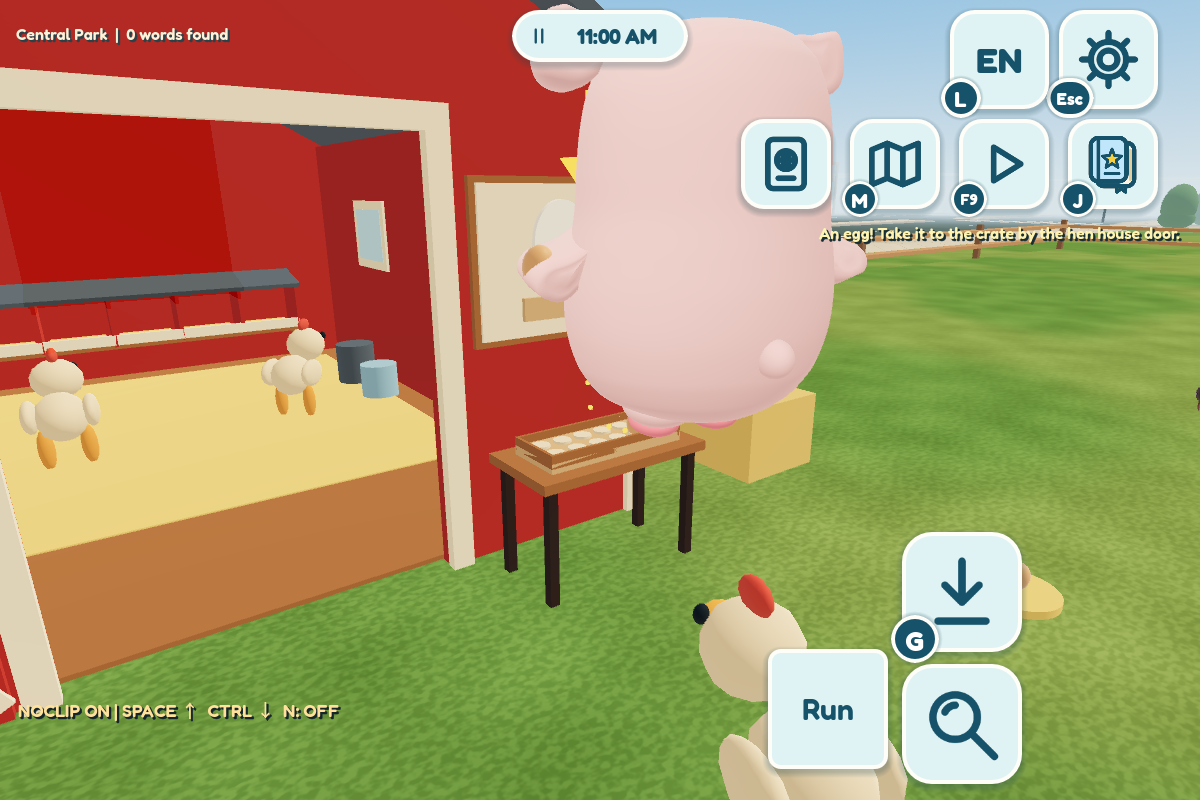 Central Park | 0 words found
11:00 AM
EN
L
Esc
M
F9
J
An egg! Take it to the crate by the hen house door.
G
Run
NOCLIP ON | SPACE ↑ CTRL ↓ N: OFF